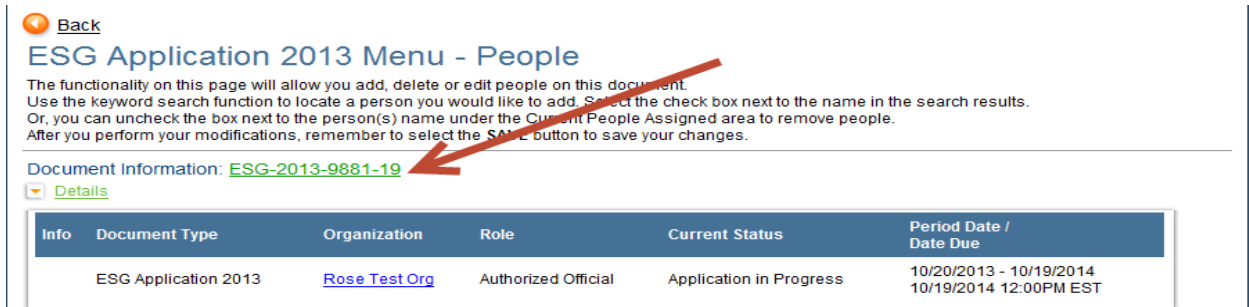 Back
ESG Application 2013 Menu - People
The functionality on this page will allow you add, delete or edit people on this document.
Use the keyword search function to locate a person you would like to add. Select the check box next to the name in the search results.
Or, you can uncheck the box next to the person(s) name under the Current People Assigned area to remove people.
After you perform your modifications, remember to select the SAVE button to save your changes.
Document Information: ESG-2013-9881-19
Details
Info Document Type Organization Role Current Status Period Date /
Date Due
ESG Application 2013 Rose Test Org Authorized Official Application in Progress 10/20/2013 - 10/19/2014
10/19/2014 12:00PM EST